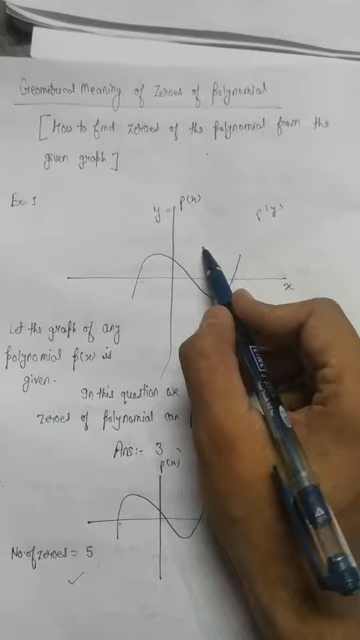 Geometrical Meaning of Zeroes of Polynomial
[How to find zeroes of the polynomial from the
given graph]
Ex-1
y = p(x)
x
Let the graph of any
polynomial p(x) is
given.
In this question we
zeroes of polynomial can
Ans:- 3
p(x)
No. of zeroes = 5